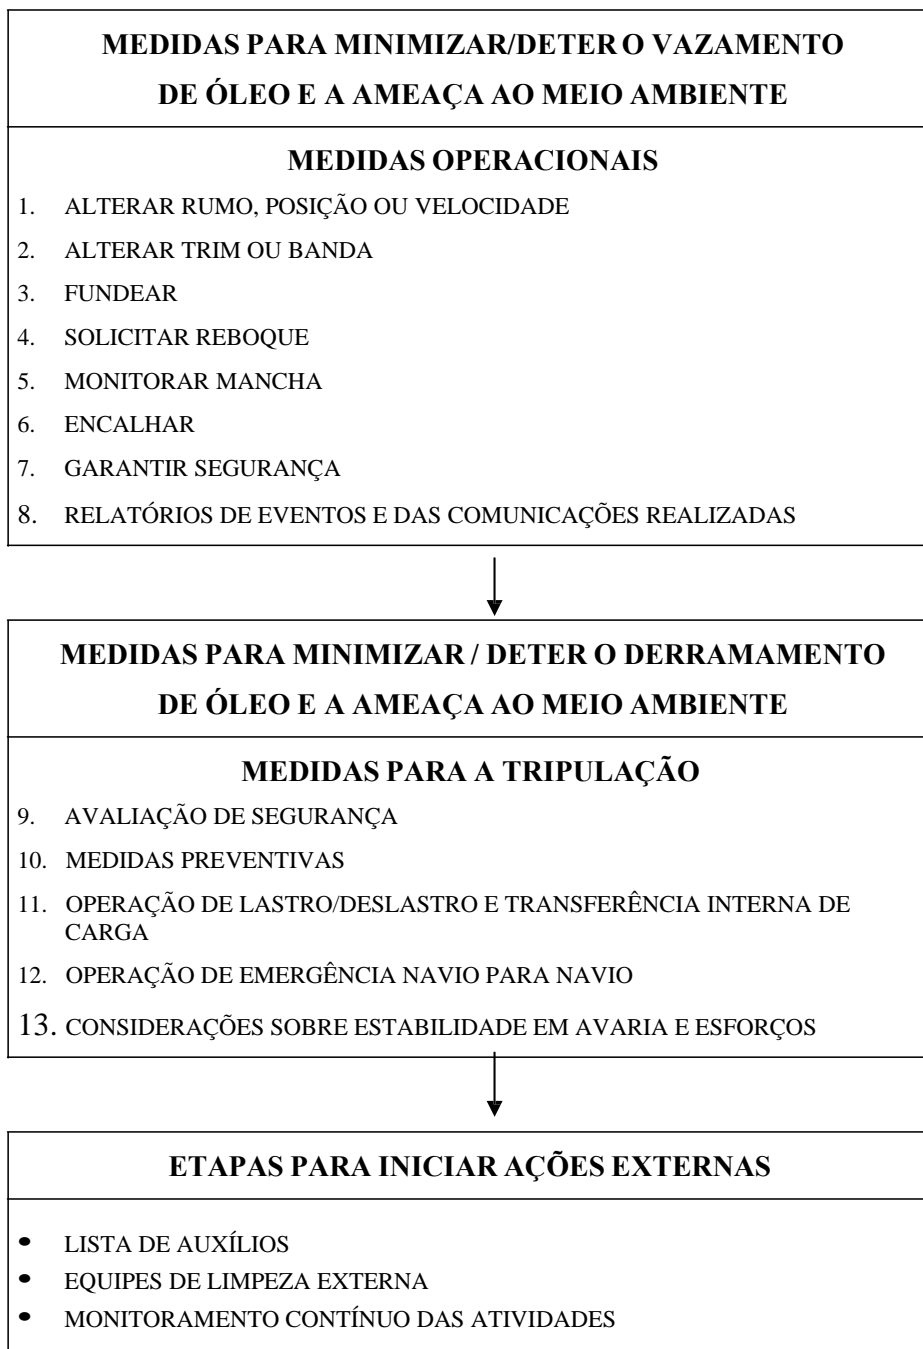 MEDIDAS PARA MINIMIZAR/DETER O VAZAMENTO
DE ÓLEO E A AMEAÇA AO MEIO AMBIENTE
MEDIDAS OPERACIONAIS
1. ALTERAR RUMO, POSIÇÃO OU VELOCIDADE
2. ALTERAR TRIM OU BANDA
3. FUNDEAR
4. SOLICITAR REBOQUE
5. MONITORAR MANCHA
6. ENCALHAR
7. GARANTIR SEGURANÇA
8. RELATÓRIOS DE EVENTOS E DAS COMUNICAÇÕES REALIZADAS
MEDIDAS PARA MINIMIZAR / DETER O DERRAMAMENTO
DE ÓLEO E A AMEAÇA AO MEIO AMBIENTE
MEDIDAS PARA A TRIPULAÇÃO
9. AVALIAÇÃO DE SEGURANÇA
10. MEDIDAS PREVENTIVAS
11. OPERAÇÃO DE LASTRO/DESLASTRO E TRANSFERÊNCIA INTERNA DE
CARGA
12. OPERAÇÃO DE EMERGÊNCIA NAVIO PARA NAVIO
13. CONSIDERAÇÕES SOBRE ESTABILIDADE EM AVARIA E ESFORÇOS
ETAPAS PARA INICIAR AÇÕES EXTERNAS
• LISTA DE AUXÍLIOS
• EQUIPES DE LIMPEZA EXTERNA
• MONITORAMENTO CONTÍNUO DAS ATIVIDADES